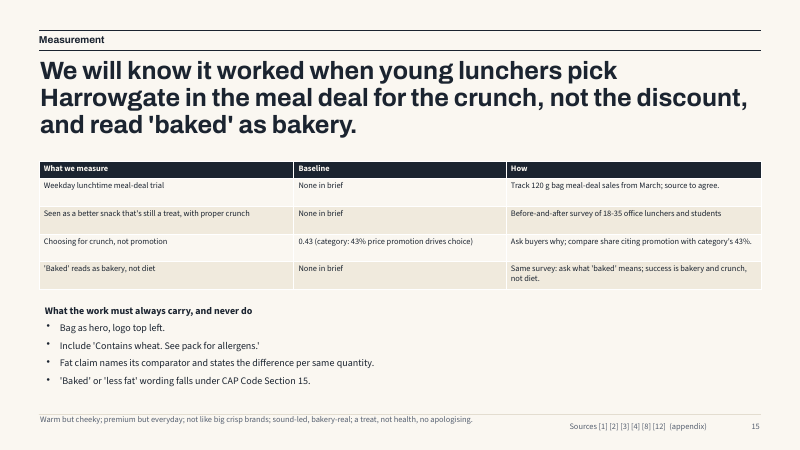 Measurement
We will know it worked when young lunchers pick
Harrowgate in the meal deal for the crunch, not the discount,
and read 'baked' as bakery.
What we measure Baseline How
Weekday lunchtime meal-deal trial None in brief Track 120 g bag meal-deal sales from March; source to agree.
Seen as a better snack that's still a treat, with proper crunch None in brief Before-and-after survey of 18-35 office lunchers and students
Choosing for crunch, not promotion 0.43 (category: 43% price promotion drives choice) Ask buyers why; compare share citing promotion with category's 43%.
'Baked' reads as bakery, not diet None in brief Same survey: ask what 'baked' means; success is bakery and crunch,
not diet.
What the work must always carry, and never do
• Bag as hero, logo top left.
• Include 'Contains wheat. See pack for allergens.'
• Fat claim names its comparator and states the difference per same quantity.
• 'Baked' or 'less fat' wording falls under CAP Code Section 15.
Warm but cheeky; premium but everyday; not like big crisp brands; sound-led, bakery-real; a treat, not health, no apologising.
Sources [1] [2] [3] [4] [8] [12] (appendix) 15